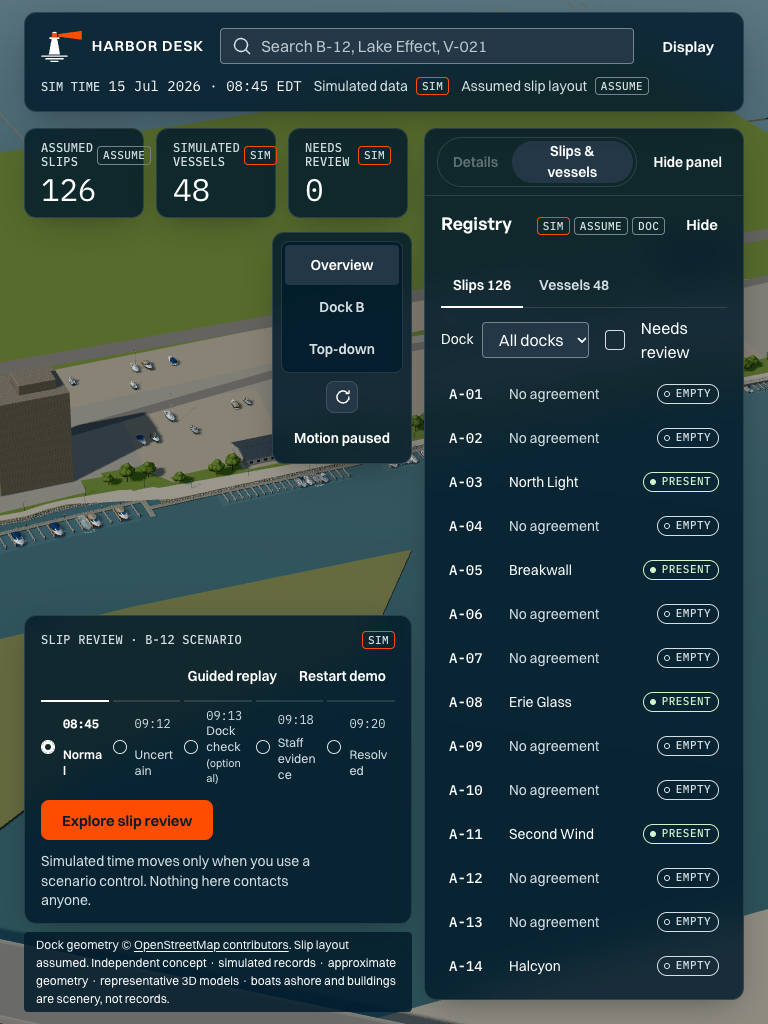 HARBOR DESK
Search B-12, Lake Effect, V-021
Display
SIM TIME 15 Jul 2026 · 08:45 EDT Simulated data SIM Assumed slip layout ASSUME
ASSUMED SLIPS ASSUME
126
SIMULATED VESSELS SIM
48
NEEDS REVIEW SIM
0
Overview
Dock B
Top-down
Motion paused
Details
Slips & vessels
Hide panel
Registry SIM ASSUME DOC Hide
Slips 126 Vessels 48
Dock All docks Needs review
A-01 No agreement EMPTY
A-02 No agreement EMPTY
A-03 North Light PRESENT
A-04 No agreement EMPTY
A-05 Breakwall PRESENT
A-06 No agreement EMPTY
A-07 No agreement EMPTY
A-08 Erie Glass PRESENT
A-09 No agreement EMPTY
A-10 No agreement EMPTY
A-11 Second Wind PRESENT
A-12 No agreement EMPTY
A-13 No agreement EMPTY
A-14 Halcyon EMPTY
SLIP REVIEW · B-12 SCENARIO SIM
Guided replay Restart demo
08:45
Norma
l
09:12
Uncert
ain
09:13
Dock
check
(option
al)
09:18
Staff
eviden
ce
09:20
Resolv
ed
Explore slip review
Simulated time moves only when you use a
scenario control. Nothing here contacts
anyone.
Dock geometry © OpenStreetMap contributors. Slip layout
assumed. Independent concept · simulated records · approximate
geometry · representative 3D models · boats ashore and buildings
are scenery, not records.